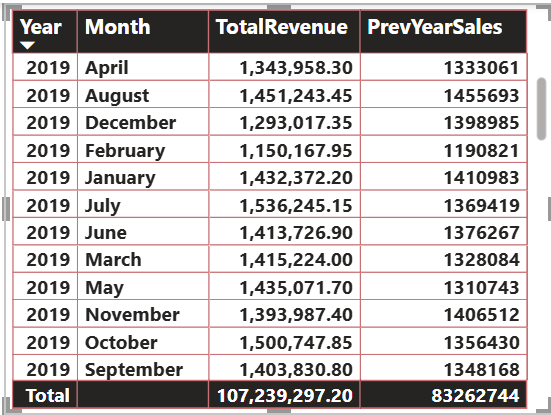 Year Month TotalRevenue PrevYearSales
2019 April 1,343,958.30 1333061
2019 August 1,451,243.45 1455693
2019 December 1,293,017.35 1398985
2019 February 1,150,167.95 1190821
2019 January 1,432,372.20 1410983
2019 July 1,536,245.15 1369419
2019 June 1,413,726.90 1376267
2019 March 1,415,224.00 1328084
2019 May 1,435,071.70 1310743
2019 November 1,393,987.40 1406512
2019 October 1,500,747.85 1356430
2019 September 1,403,830.80 1348168
Total 107,239,297.20 83262744